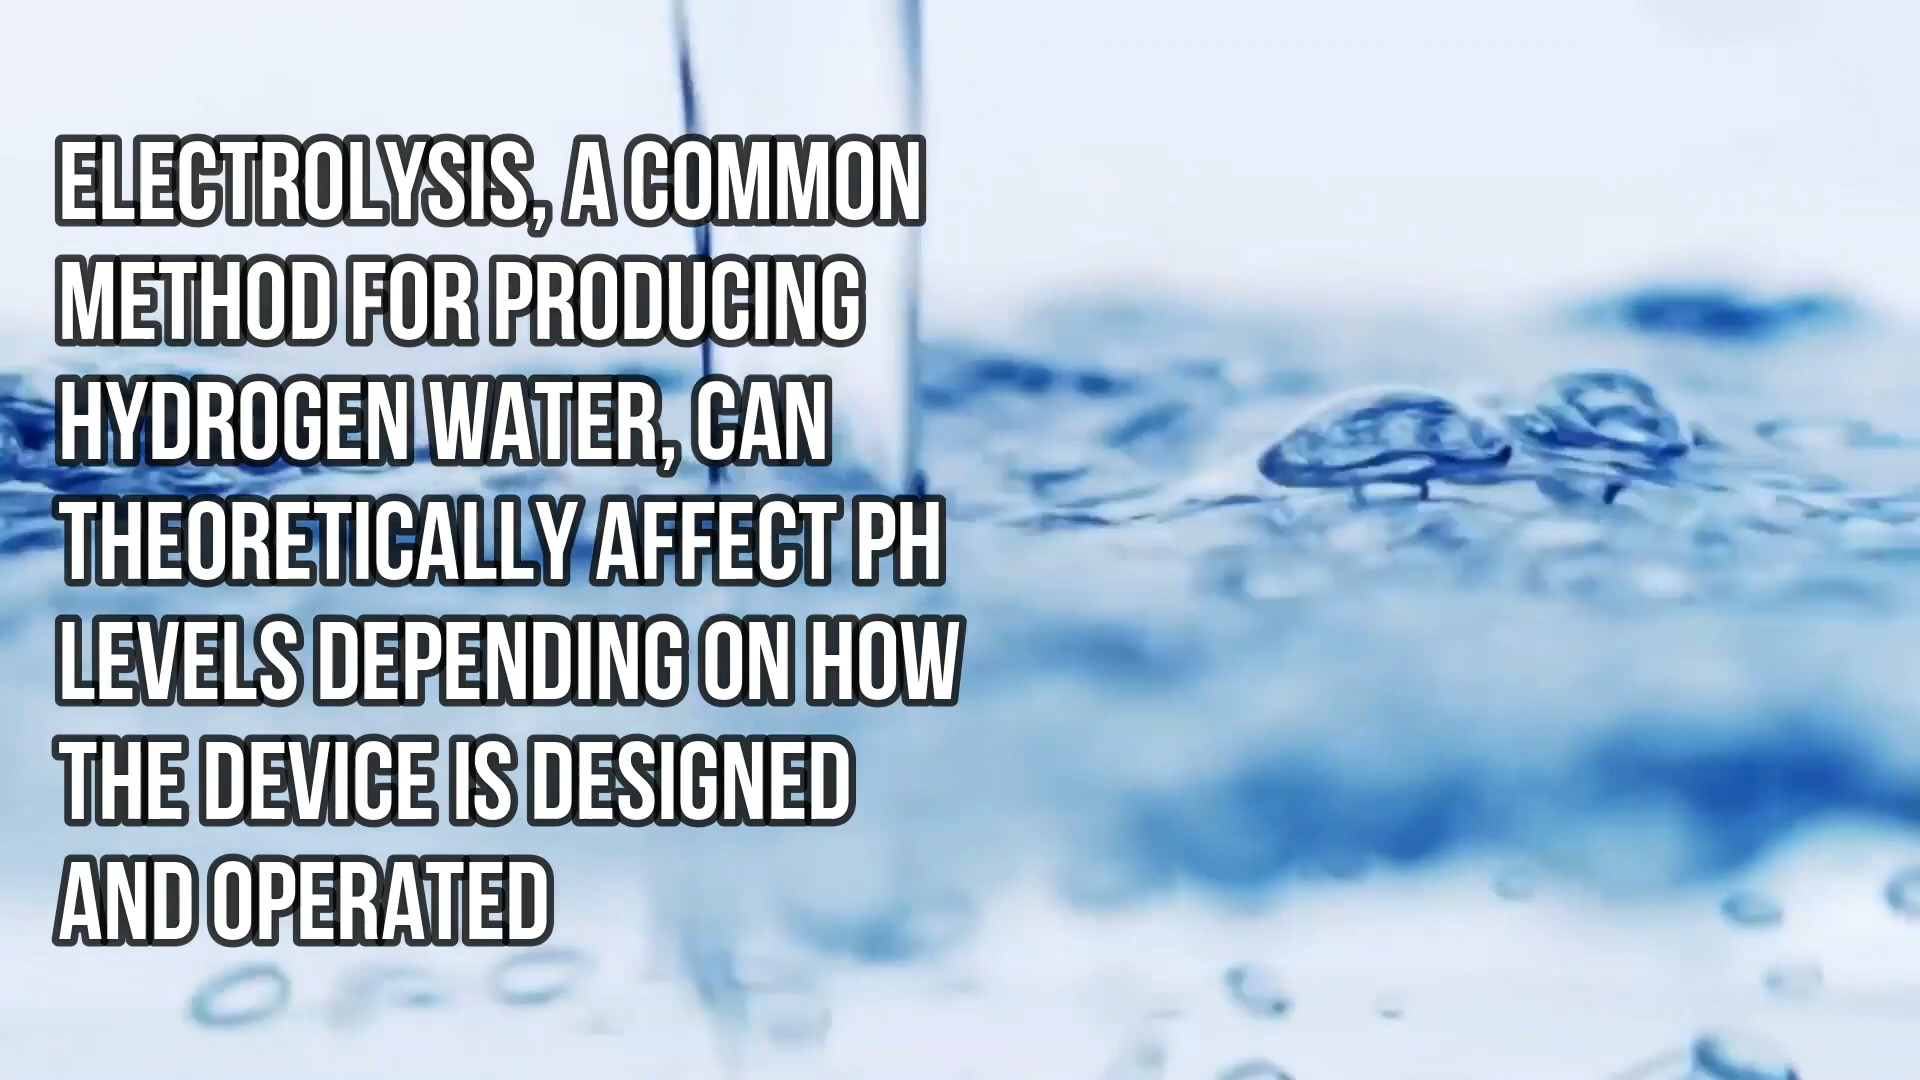 ELECTROLYSIS, A COMMON
METHOD FOR PRODUCING
HYDROGEN WATER, CAN
THEORETICALLY AFFECT PH
LEVELS DEPENDING ON HOW
THE DEVICE IS DESIGNED
AND OPERATED